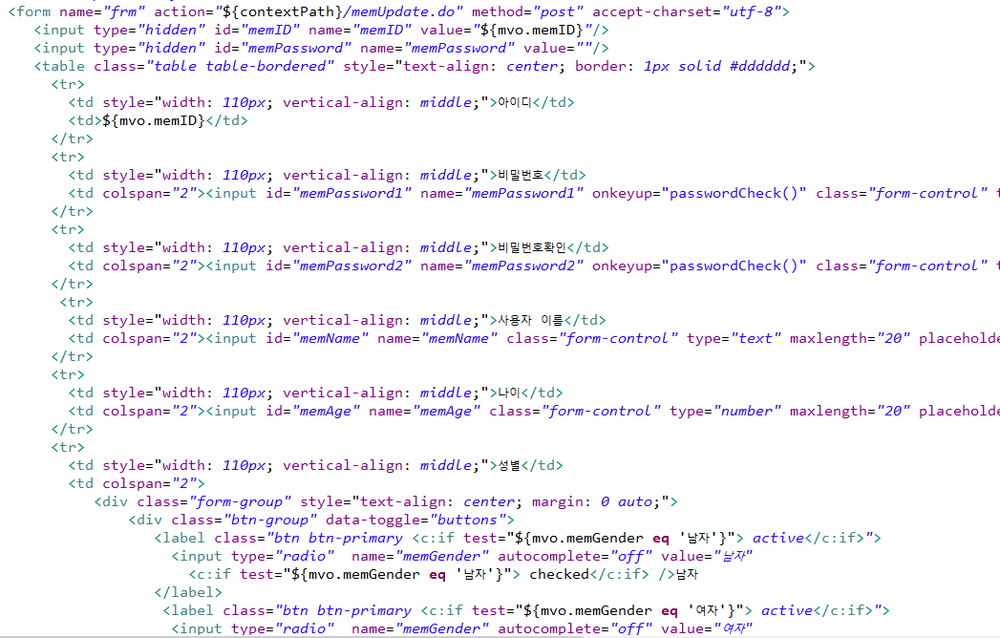 <form name="frm" action="${contextPath}/memUpdate.do" method="post" accept-charset="utf-8">
<input type="hidden" id="memID" name="memID" value="${mvo.memID}"/>
<input type="hidden" id="memPassword" name="memPassword" value=""/>
<table class="table table-bordered" style="text-align: center; border: 1px solid #dddddd;">
<tr>
<td style="width: 110px; vertical-align: middle;">아이디</td>
<td>${mvo.memID}</td>
</tr>
<tr>
<td style="width: 110px; vertical-align: middle;">비밀번호</td>
<td colspan="2"><input id="memPassword1" name="memPassword1" onkeyup="passwordCheck()" class="form-control" t
</tr>
<tr>
<td style="width: 110px; vertical-align: middle;">비밀번호확인</td>
<td colspan="2"><input id="memPassword2" name="memPassword2" onkeyup="passwordCheck()" class="form-control" t
</tr>
<tr>
<td style="width: 110px; vertical-align: middle;">사용자 이름</td>
<td colspan="2"><input id="memName" name="memName" class="form-control" type="text" maxlength="20" placeholde
</tr>
<tr>
<td style="width: 110px; vertical-align: middle;">나이</td>
<td colspan="2"><input id="memAge" name="memAge" class="form-control" type="number" maxlength="20" placeholde
</tr>
<tr>
<td style="width: 110px; vertical-align: middle;">성별</td>
<td colspan="2">
<div class="form-group" style="text-align: center; margin: 0 auto;">
<div class="btn-group" data-toggle="buttons">
<label class="btn btn-primary <c:if test="${mvo.memGender eq '남자'}"> active</c:if>">
<input type="radio"  name="memGender" autocomplete="off" value="남자"
<c:if test="${mvo.memGender eq '남자'}"> checked</c:if> />남자
</label>
<label class="btn btn-primary <c:if test="${mvo.memGender eq '여자'}"> active</c:if>">
<input type="radio"  name="memGender" autocomplete="off" value="여자"